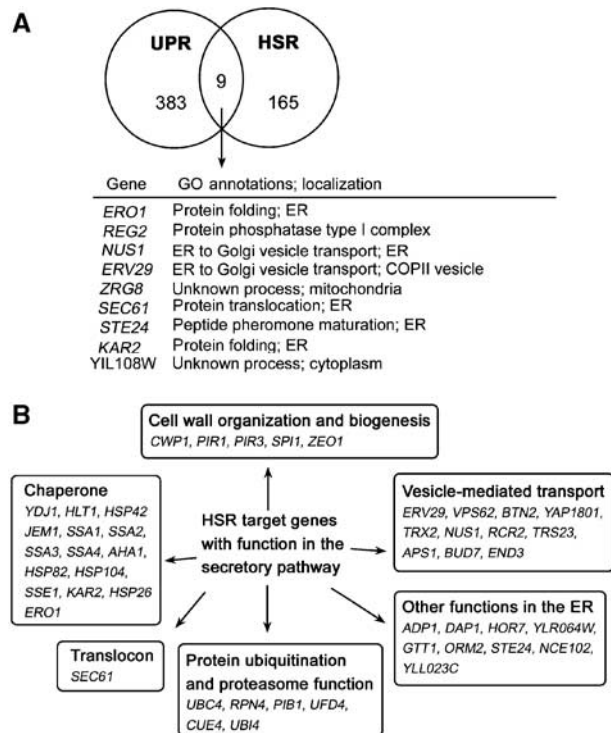 A
UPR
HSR
383
9
165
Gene GO annotations; localization
ERO1 Protein folding; ER
REG2 Protein phosphatase type I complex
NUS1 ER to Golgi vesicle transport; ER
ERV29 ER to Golgi vesicle transport; COPII vesicle
ZRG8 Unknown process; mitochondria
SEC61 Protein translocation; ER
STE24 Peptide pheromone maturation; ER
KAR2 Protein folding; ER
YIL108W Unknown process; cytoplasm
B
Cell wall organization and biogenesis
CWP1, PIR1, PIR3, SPI1, ZEO1
Chaperone
YDJ1, HLT1, HSP42
JEM1, SSA1, SSA2,
SSA3, SSA4, AHA1,
HSP82, HSP104,
SSE1, KAR2, HSP26
ERO1
HSR target genes
with function in the
secretory pathway
Vesicle-mediated transport
ERV29, VPS62, BTN2, YAP1801,
TRX2, NUS1, RCR2, TRS23,
APS1, BUD7, END3
Translocon
SEC61
Protein ubiquitination
and proteasome function
UBC4, RPN4, PIB1, UFD4,
CUE4, UBI4
Other functions in the ER
ADP1, DAP1, HOR7, YLR064W,
GTT1, ORM2, STE24, NCE102,
YLL023C